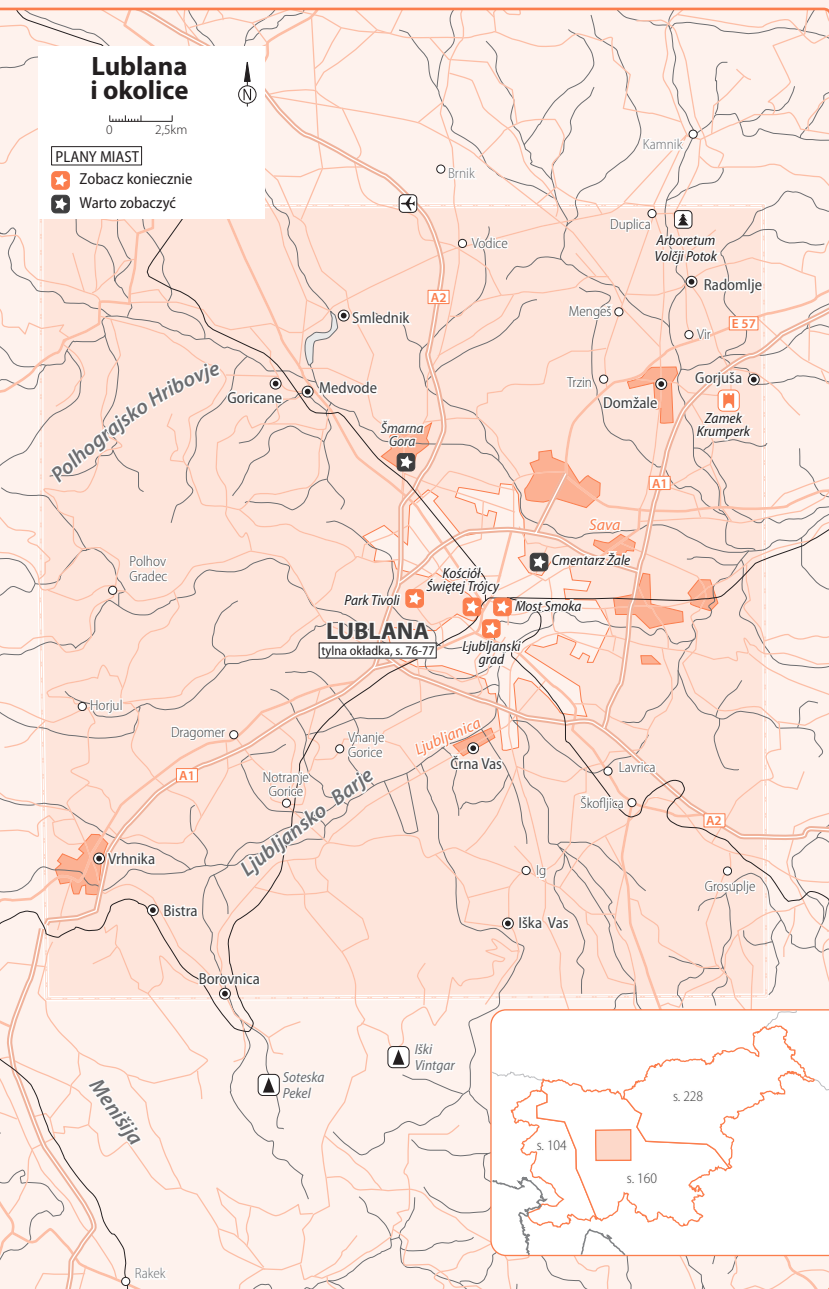 Lublana
i okolice
N
0 2,5km
PLANY MIAST
Zobacz koniecznie
Warto zobaczyć
Kamnik
Brnik
Duplica
Arboretum
Volčji Potok
Vodice
Radomlje
A2
Mengeš
Smlednik
E 57
Vir
Polhograjsko Hribovje
Goricane
Medvode
Trzin
Domžale
Gorjuša
Zamek
Krumperk
Šmarna
Gora
A1
Sava
Cmentarz Žale
Polhov
Gradec
Kościół
Świętej Trójcy
Park Tivoli
Most Smoka
LUBLANA
tylna okładka, s. 76-77
Ljubljanski
grad
Horjul
Dragomer
Vnanje
Gorice
Ljubljanica
Črna Vas
A1
Notranje
Gorice
Ljubljansko Barje
Lavrica
Škofljica
A2
Vrhnika
Ig
Grosuplje
Bistra
Iška Vas
Borovnica
Iški
Vintgar
Soteska
Pekel
Menišija
s. 228
s. 104
s. 160
Rakek